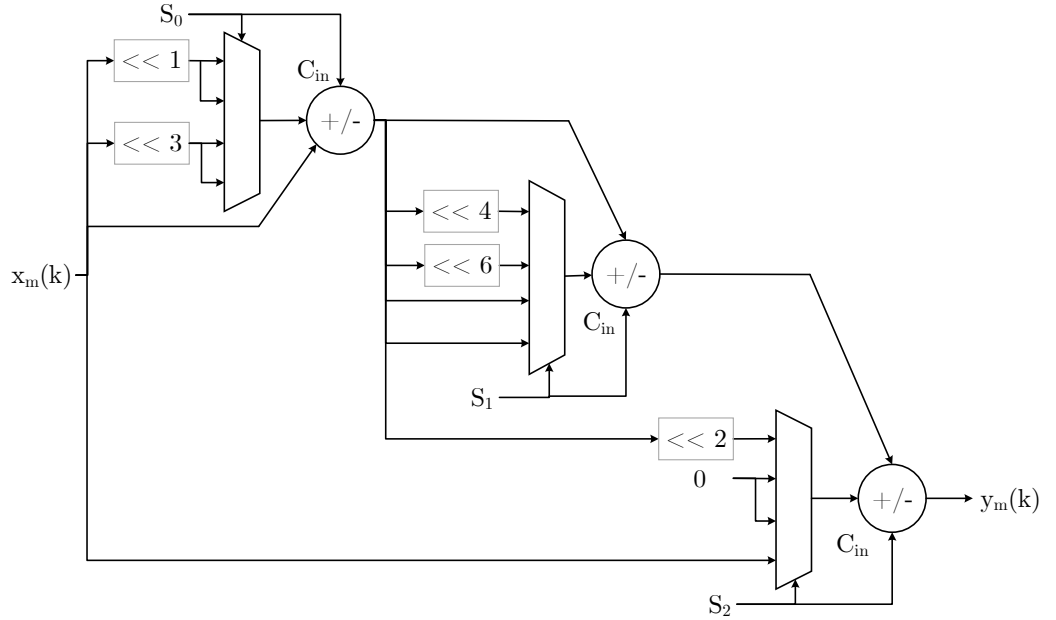 S₀
<< 1
Cᵢₙ
+/-
<< 3
<< 4
<< 6
xₘ(k)
+/-
Cᵢₙ
S₁
<< 2
0
+/-
yₘ(k)
Cᵢₙ
S₂